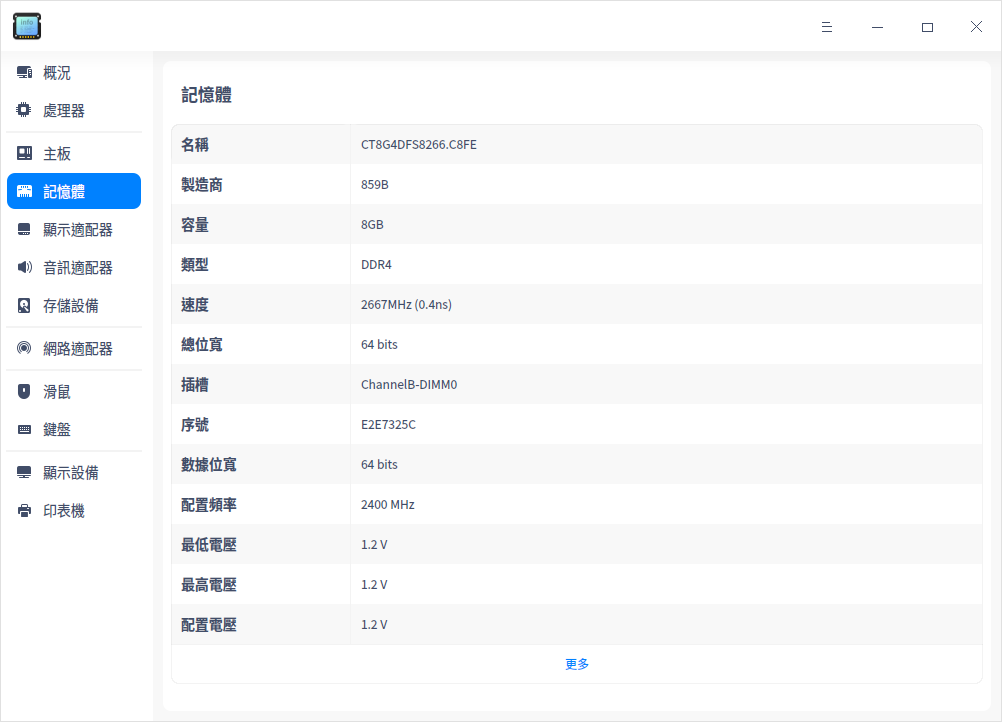 info
概況
處理器
主板
記憶體
顯示適配器
音訊適配器
存儲設備
網路適配器
滑鼠
鍵盤
顯示設備
印表機
記憶體
名稱 CT8G4DFS8266.C8FE
製造商 859B
容量 8GB
類型 DDR4
速度 2667MHz (0.4ns)
總位寬 64 bits
插槽 ChannelB-DIMM0
序號 E2E7325C
數據位寬 64 bits
配置頻率 2400 MHz
最低電壓 1.2 V
最高電壓 1.2 V
配置電壓 1.2 V
更多